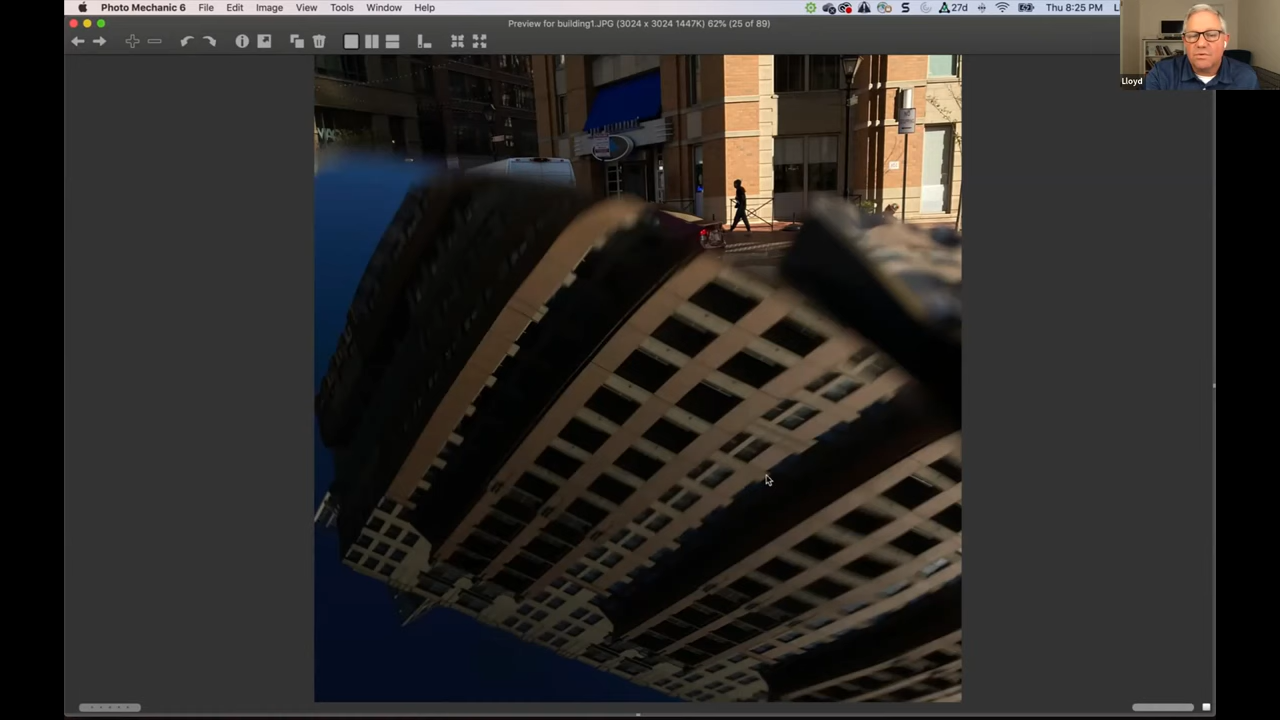 Photo Mechanic 6 File Edit Image View Tools Window Help 27d Thu 8:25 PM L
Preview for building1.JPG (3024 x 3024 1447K) 62% (25 of 89)
Lloyd